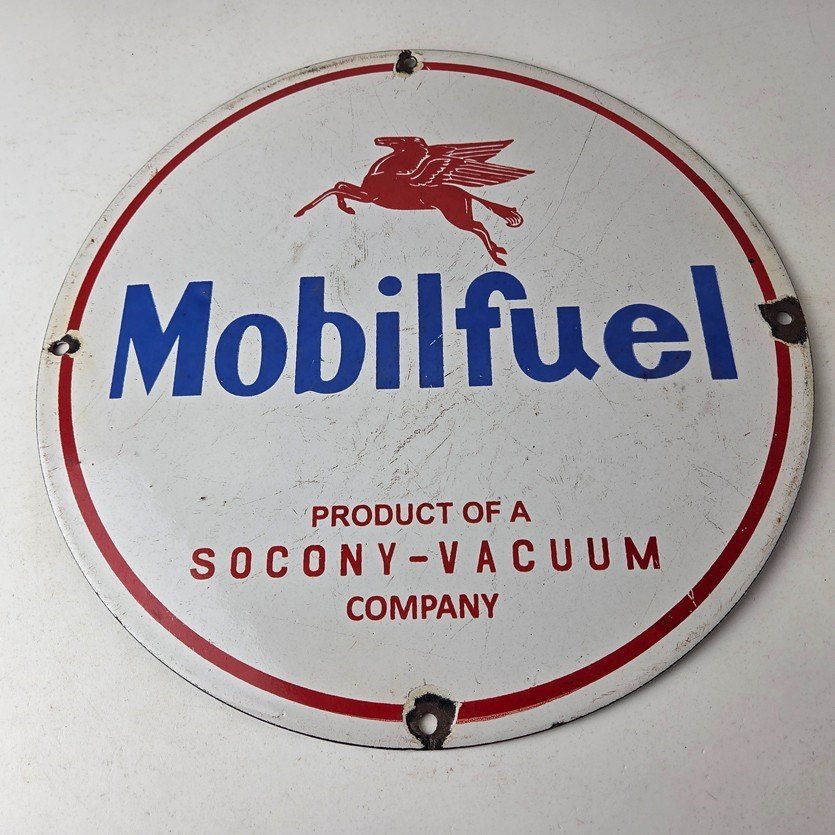 Mobilfuel
PRODUCT OF A
SOCONY-VACUUM
COMPANY